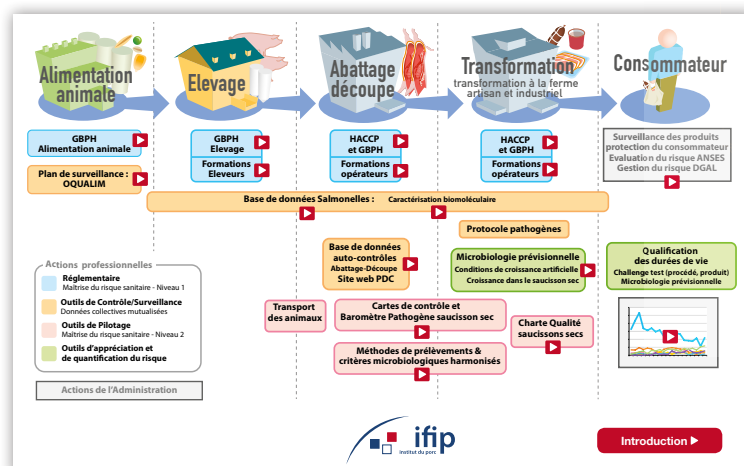 Alimentation
animale
Elevage
Abattage
découpe
Transformation
transformation à la ferme
artisan et industriel
Consommateur
GBPH
Alimentation animale
GBPH
Elevage
HACCP
et GBPH
HACCP
et GBPH
Surveillance des produits
protection du consommateur
Evaluation du risque ANSES
Gestion du risque DGAL
Plan de surveillance :
OQUALIM
Formations
Eleveurs
Formations
opérateurs
Formations
opérateurs
Base de données Salmonelles : Caractérisation biomoléculaire
Protocole pathogènes
Base de données
auto-contrôles
Abattage-Découpe
Site web PDC
Microbiologie prévisionnelle
Conditions de croissance artificielle
Croissance dans le saucisson sec
Qualification
des durées de vie
Challenge test (procédé, produit)
Microbiologie prévisionnelle
Actions professionnelles
Réglementaire
Maîtrise du risque sanitaire - Niveau 1
Outils de Contrôle/Surveillance
Données collectives mutualisées
Outils de Pilotage
Maîtrise du risque sanitaire - Niveau 2
Outils d'appréciation et
de quantification du risque
Actions de l'Administration
Transport
des animaux
Cartes de contrôle et
Baromètre Pathogène saucisson sec
Charte Qualité
saucissons secs
Méthodes de prélèvements &
critères microbiologiques harmonisés
ifip
Institut du porc
Introduction